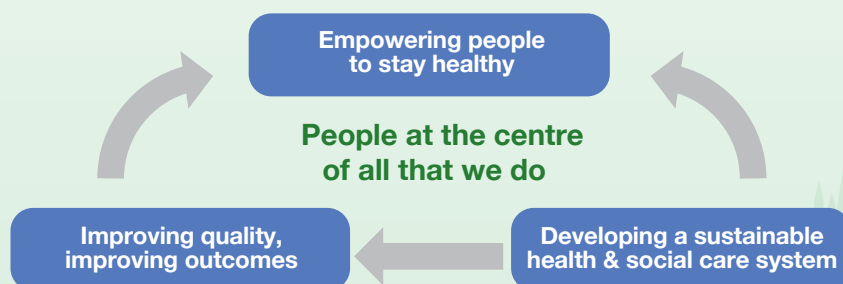 Empowering people
to stay healthy
People at the centre
of all that we do
Improving quality,
improving outcomes
Developing a sustainable
health & social care system